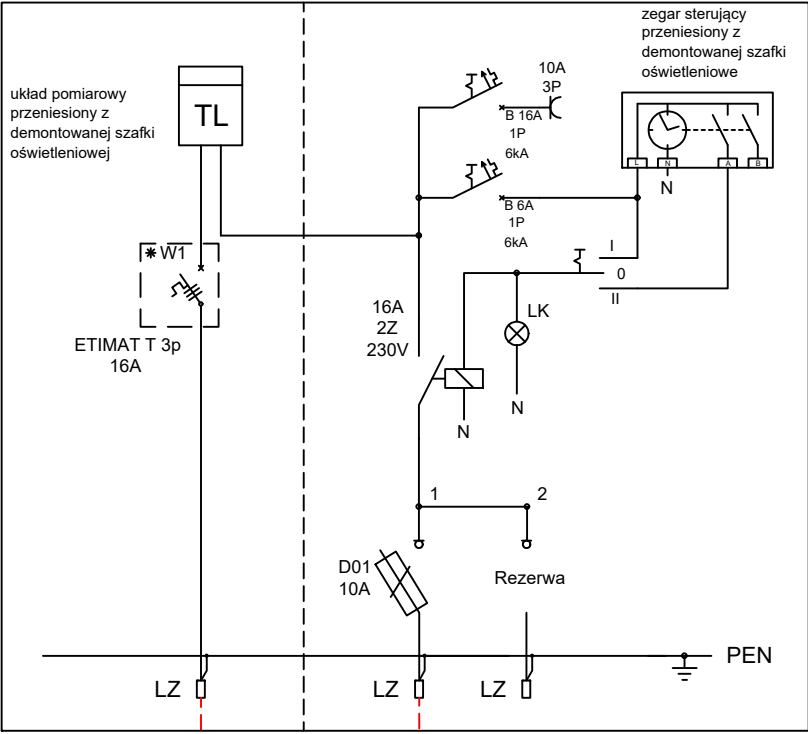 układ pomiarowy
przeniesiony z
demontowanej szafki
oświetleniowej
TL
zegar sterujący
przeniesiony z
demontowanej szafki
oświetleniowe
10A
3P
B 16A
1P
6kA
L
N
A
B
N
B 6A
1P
6kA
I
0
II
✱ W1
ETIMAT T 3p
16A
16A
2Z
230V
LK
N
N
1
2
D01
10A
Rezerwa
PEN
LZ
LZ
LZ